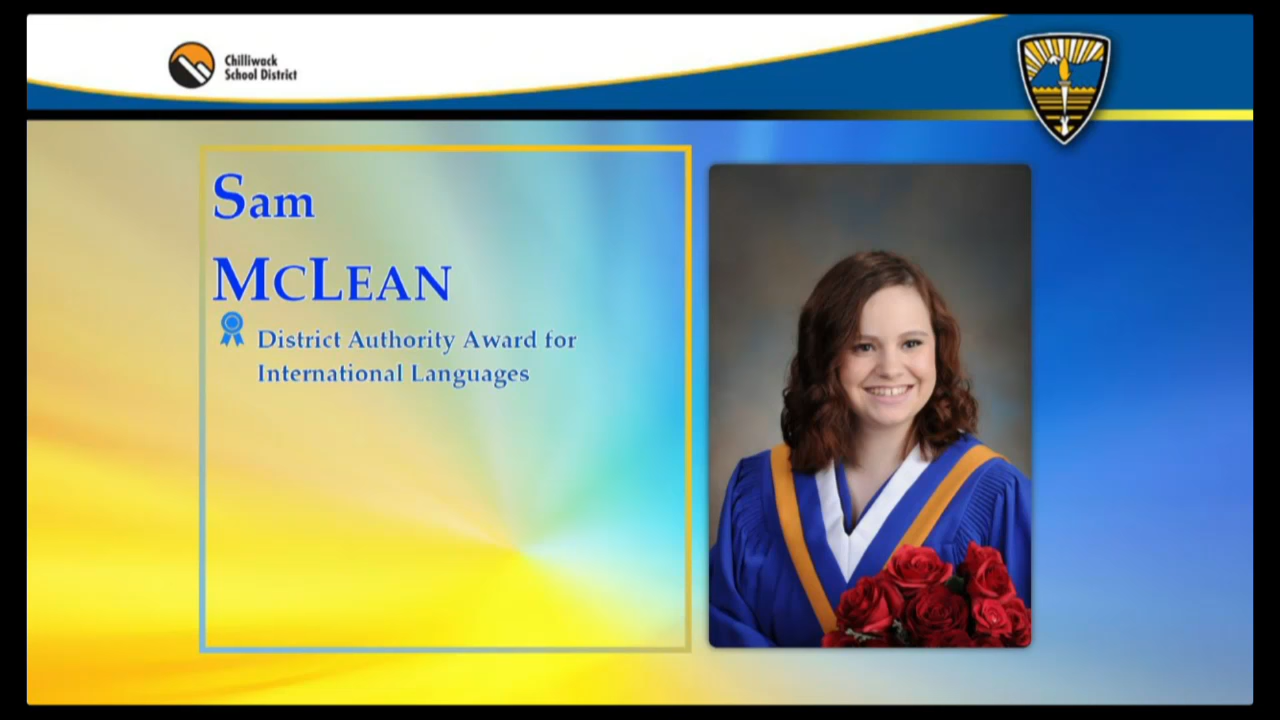 Chilliwack
School District
Sam
McLean
District Authority Award for
International Languages